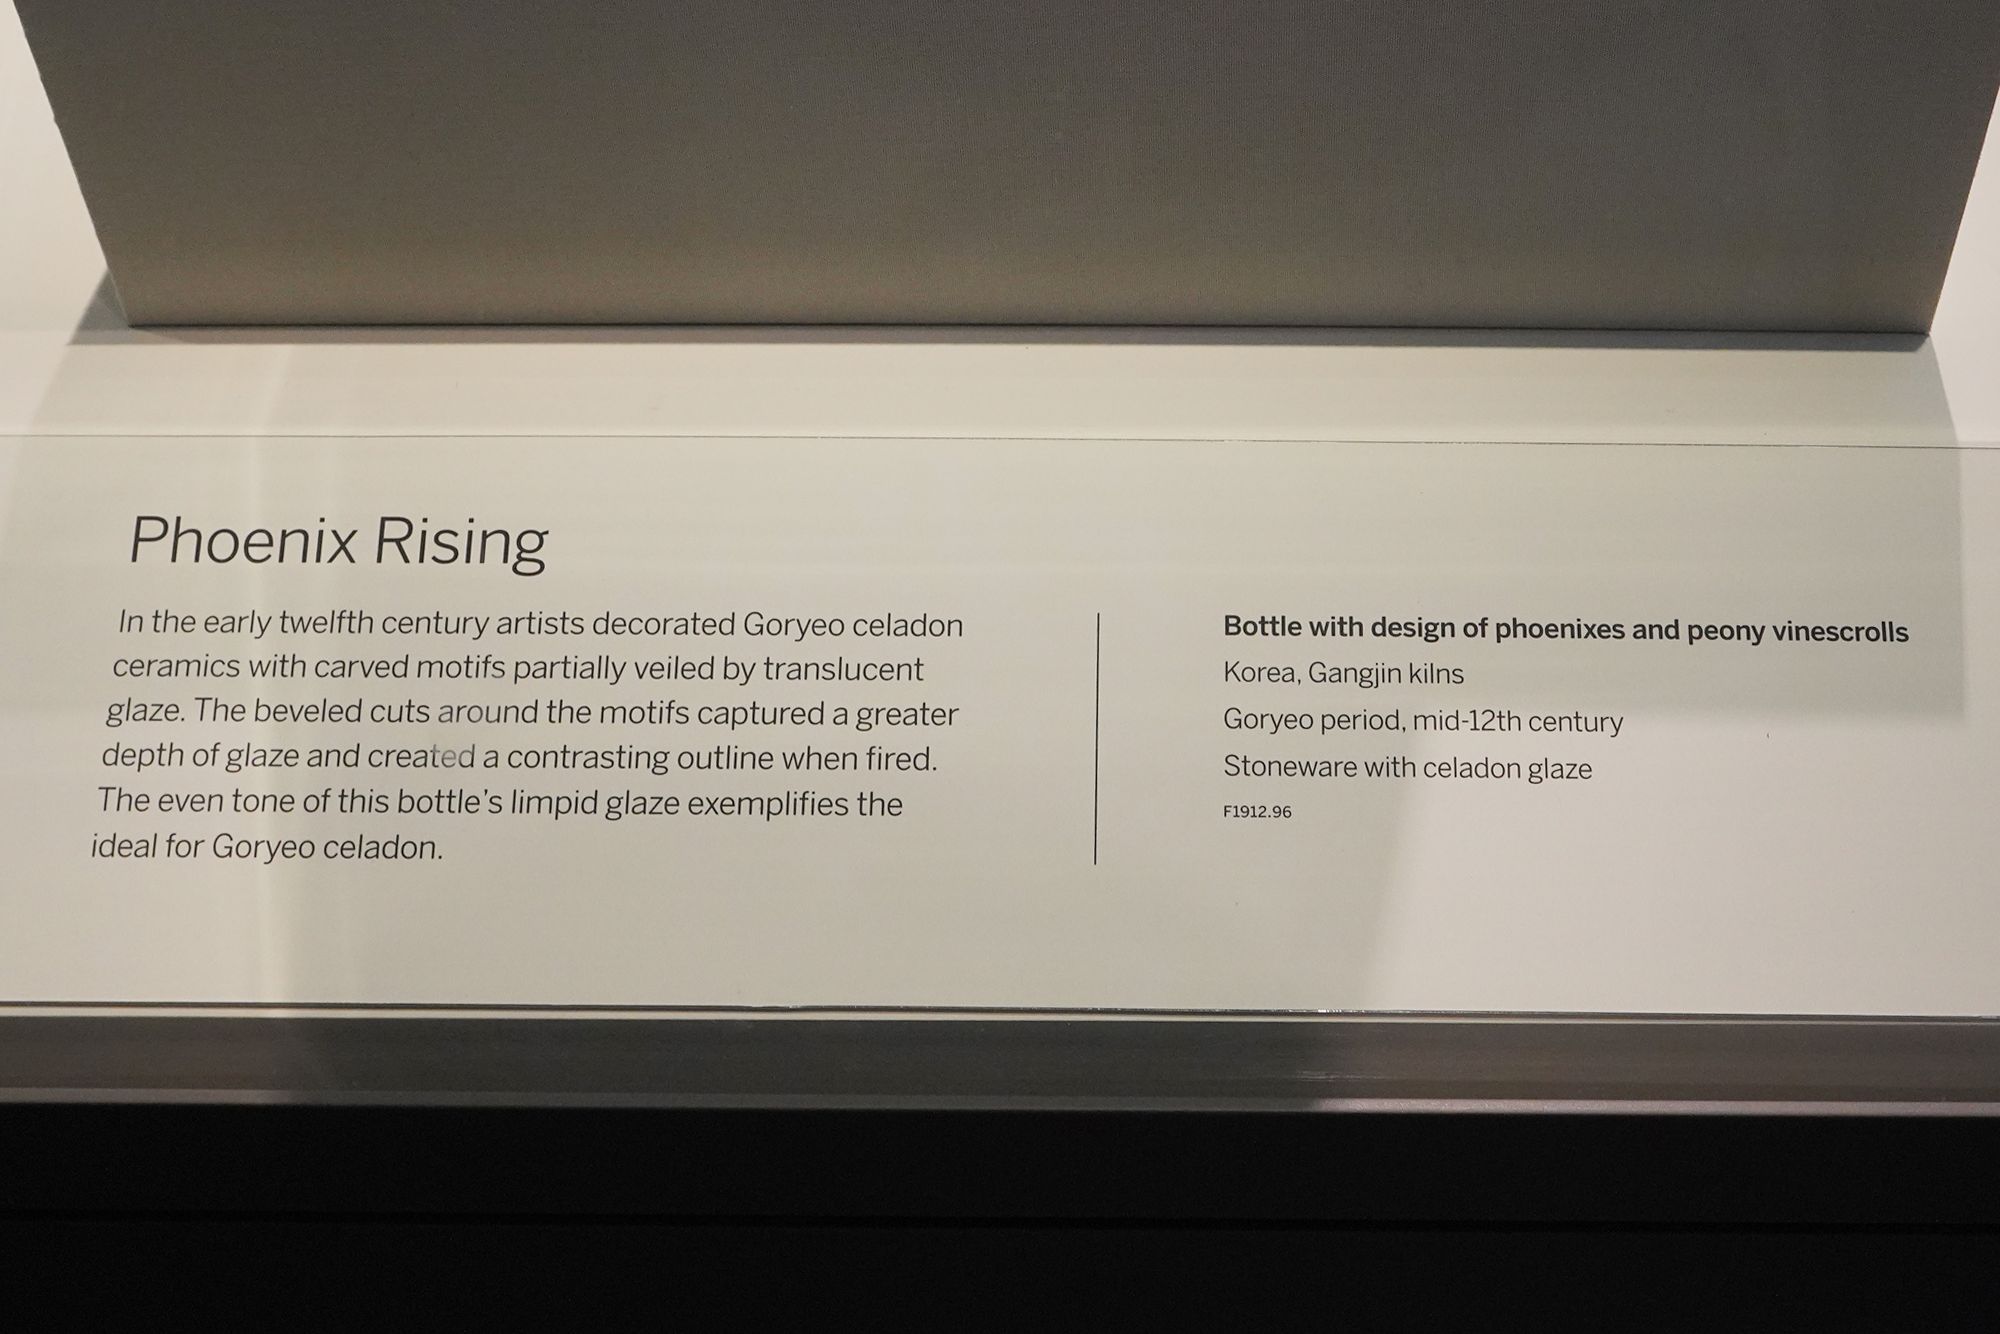 Phoenix Rising
In the early twelfth century artists decorated Goryeo celadon
ceramics with carved motifs partially veiled by translucent
glaze. The beveled cuts around the motifs captured a greater
depth of glaze and created a contrasting outline when fired.
The even tone of this bottle's limpid glaze exemplifies the
ideal for Goryeo celadon.
Bottle with design of phoenixes and peony vinescrolls
Korea, Gangjin kilns
Goryeo period, mid-12th century
Stoneware with celadon glaze
F1912.96